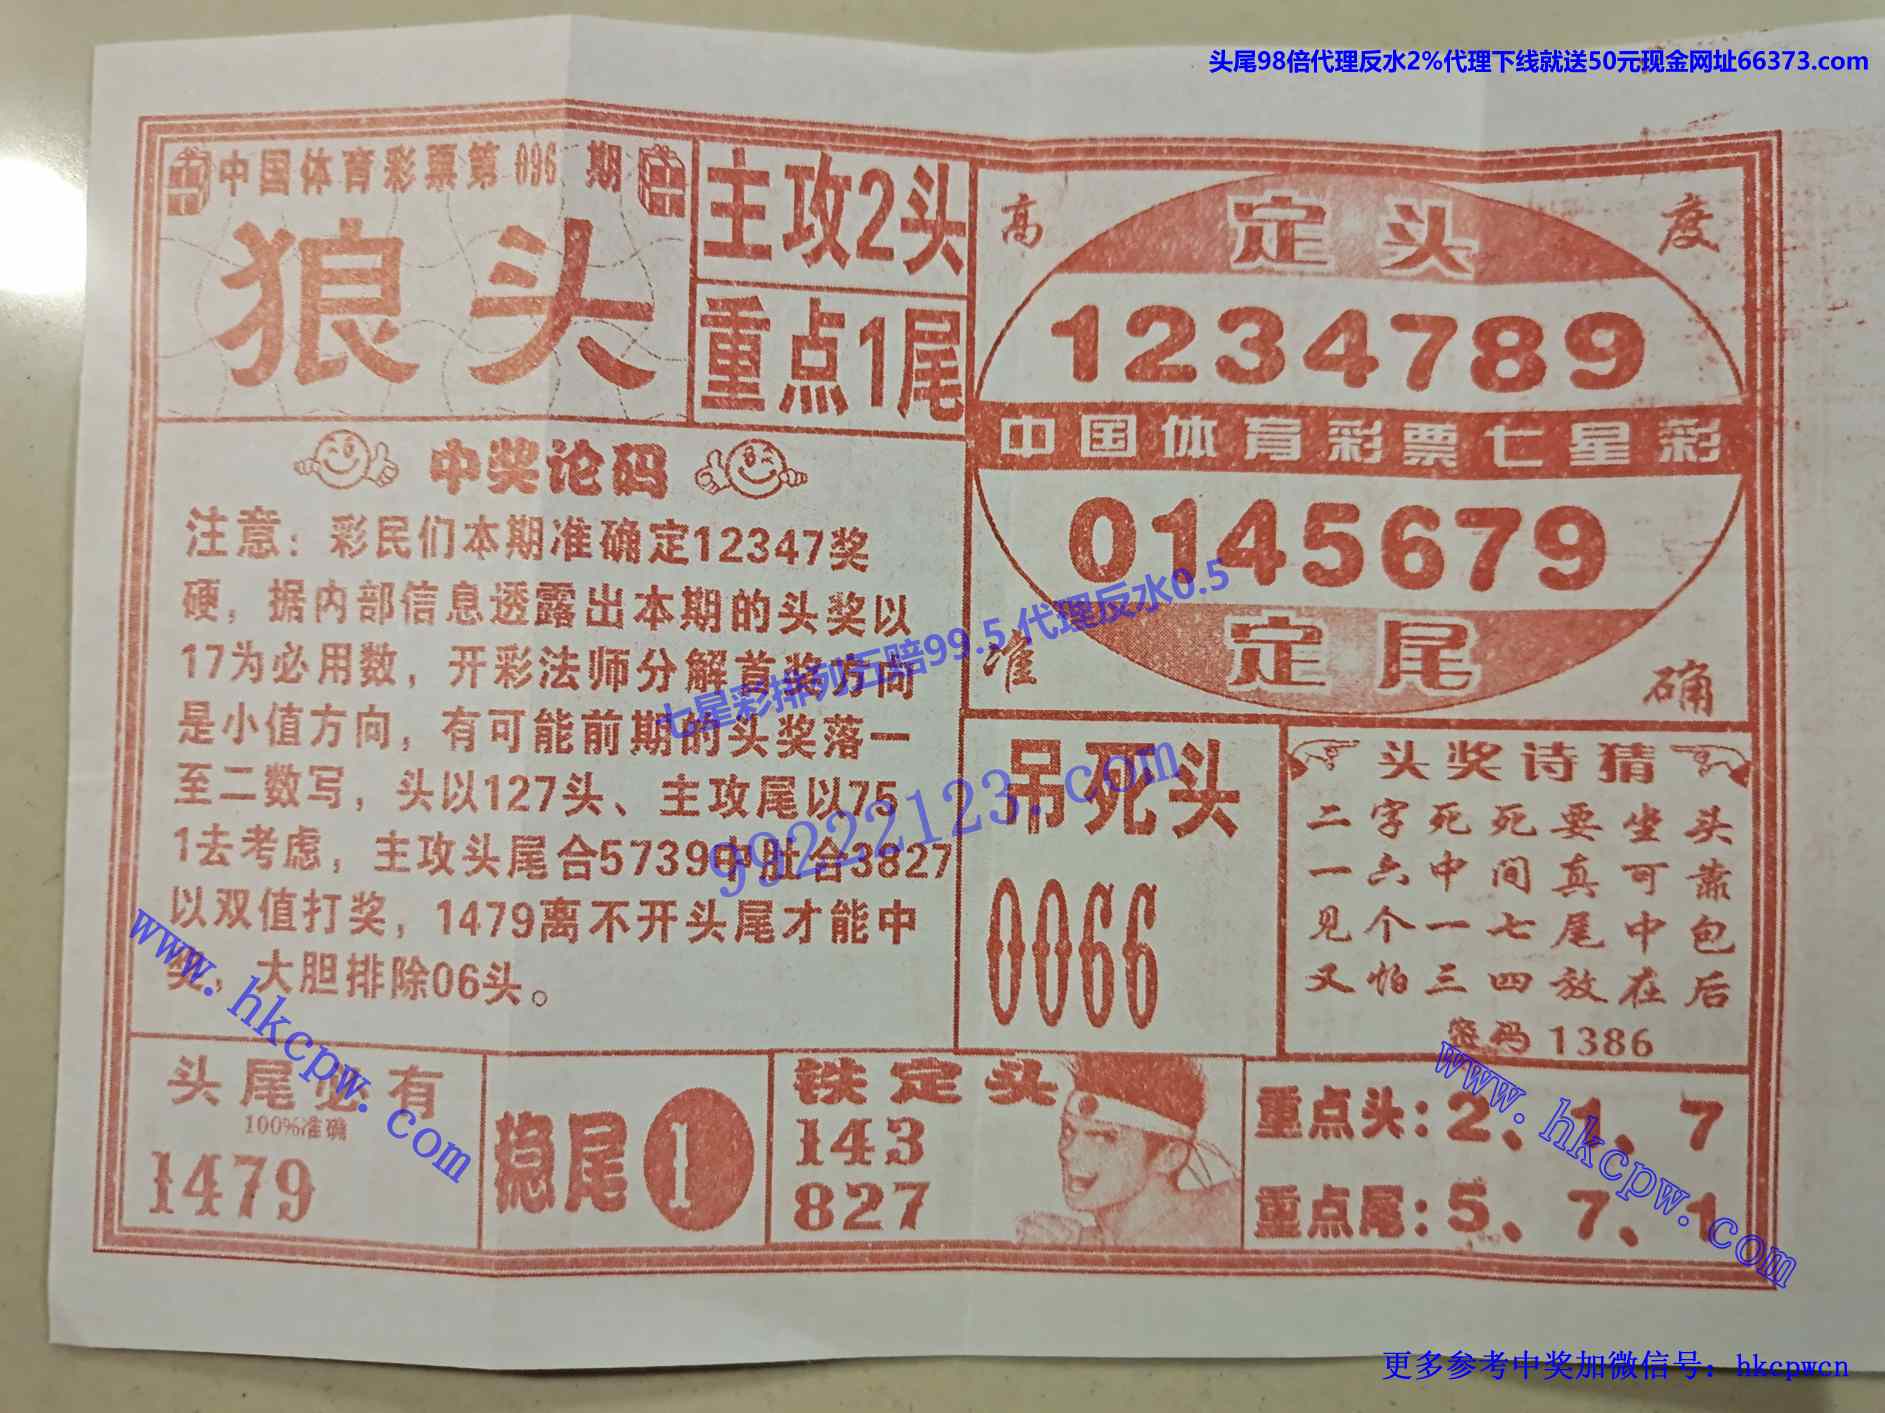 头尾98倍代理反水2%代理下线就送50元现金网址66373.com
中国体育彩票第 096 期
狼头
主攻2头
重点1尾
高
度
定头
1234789
中国体育彩票七星彩
0145679
定尾
准
确
中奖论码
注意：彩民们本期准确定12347奖
硬，据内部信息透露出本期的头奖以
17为必用数，开彩法师分解首奖方向
是小值方向，有可能前期的头奖落一
至二数写，头以127头、主攻尾以75
1去考虑，主攻头尾合57390中肚合3827
以双值打奖，1479离不开头尾才能中
奖，大胆排除06头。
七星彩排列五赔99.5 代理反水0.5
99222123.com
吊死头
0066
头奖诗猜
二字死死要坐头
一六中间真可靠
见个一七尾中包
又怕三四放在后
密码 1386
头尾必有
100%准确
1479
稳尾 1
铁定头
143
827
重点头：2、1、7
重点尾：5、7、1
www.hkcpw.com
www.hkcpw.com
更多参考中奖加微信号：hkcpwcn